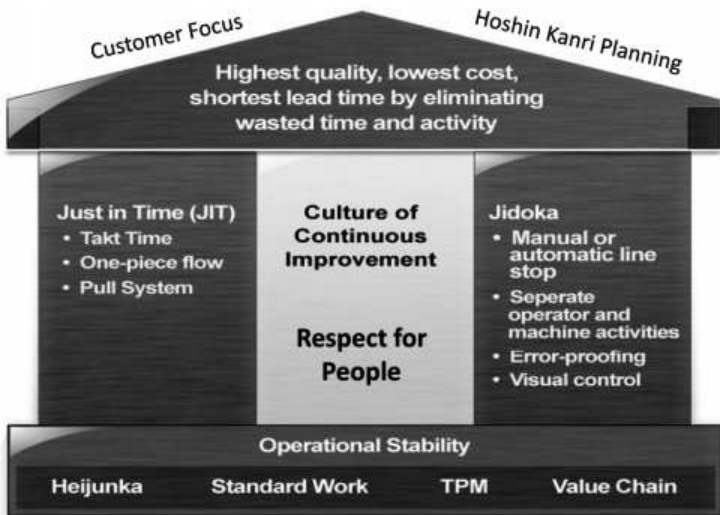 Customer Focus
Hoshin Kanri Planning
Highest quality, lowest cost,
shortest lead time by eliminating
wasted time and activity
Just in Time (JIT)
• Takt Time
• One-piece flow
• Pull System
Culture of
Continuous
Improvement
Respect for
People
Jidoka
• Manual or
automatic line
stop
• Seperate
operator and
machine activities
• Error-proofing
• Visual control
Operational Stability
Heijunka Standard Work TPM Value Chain